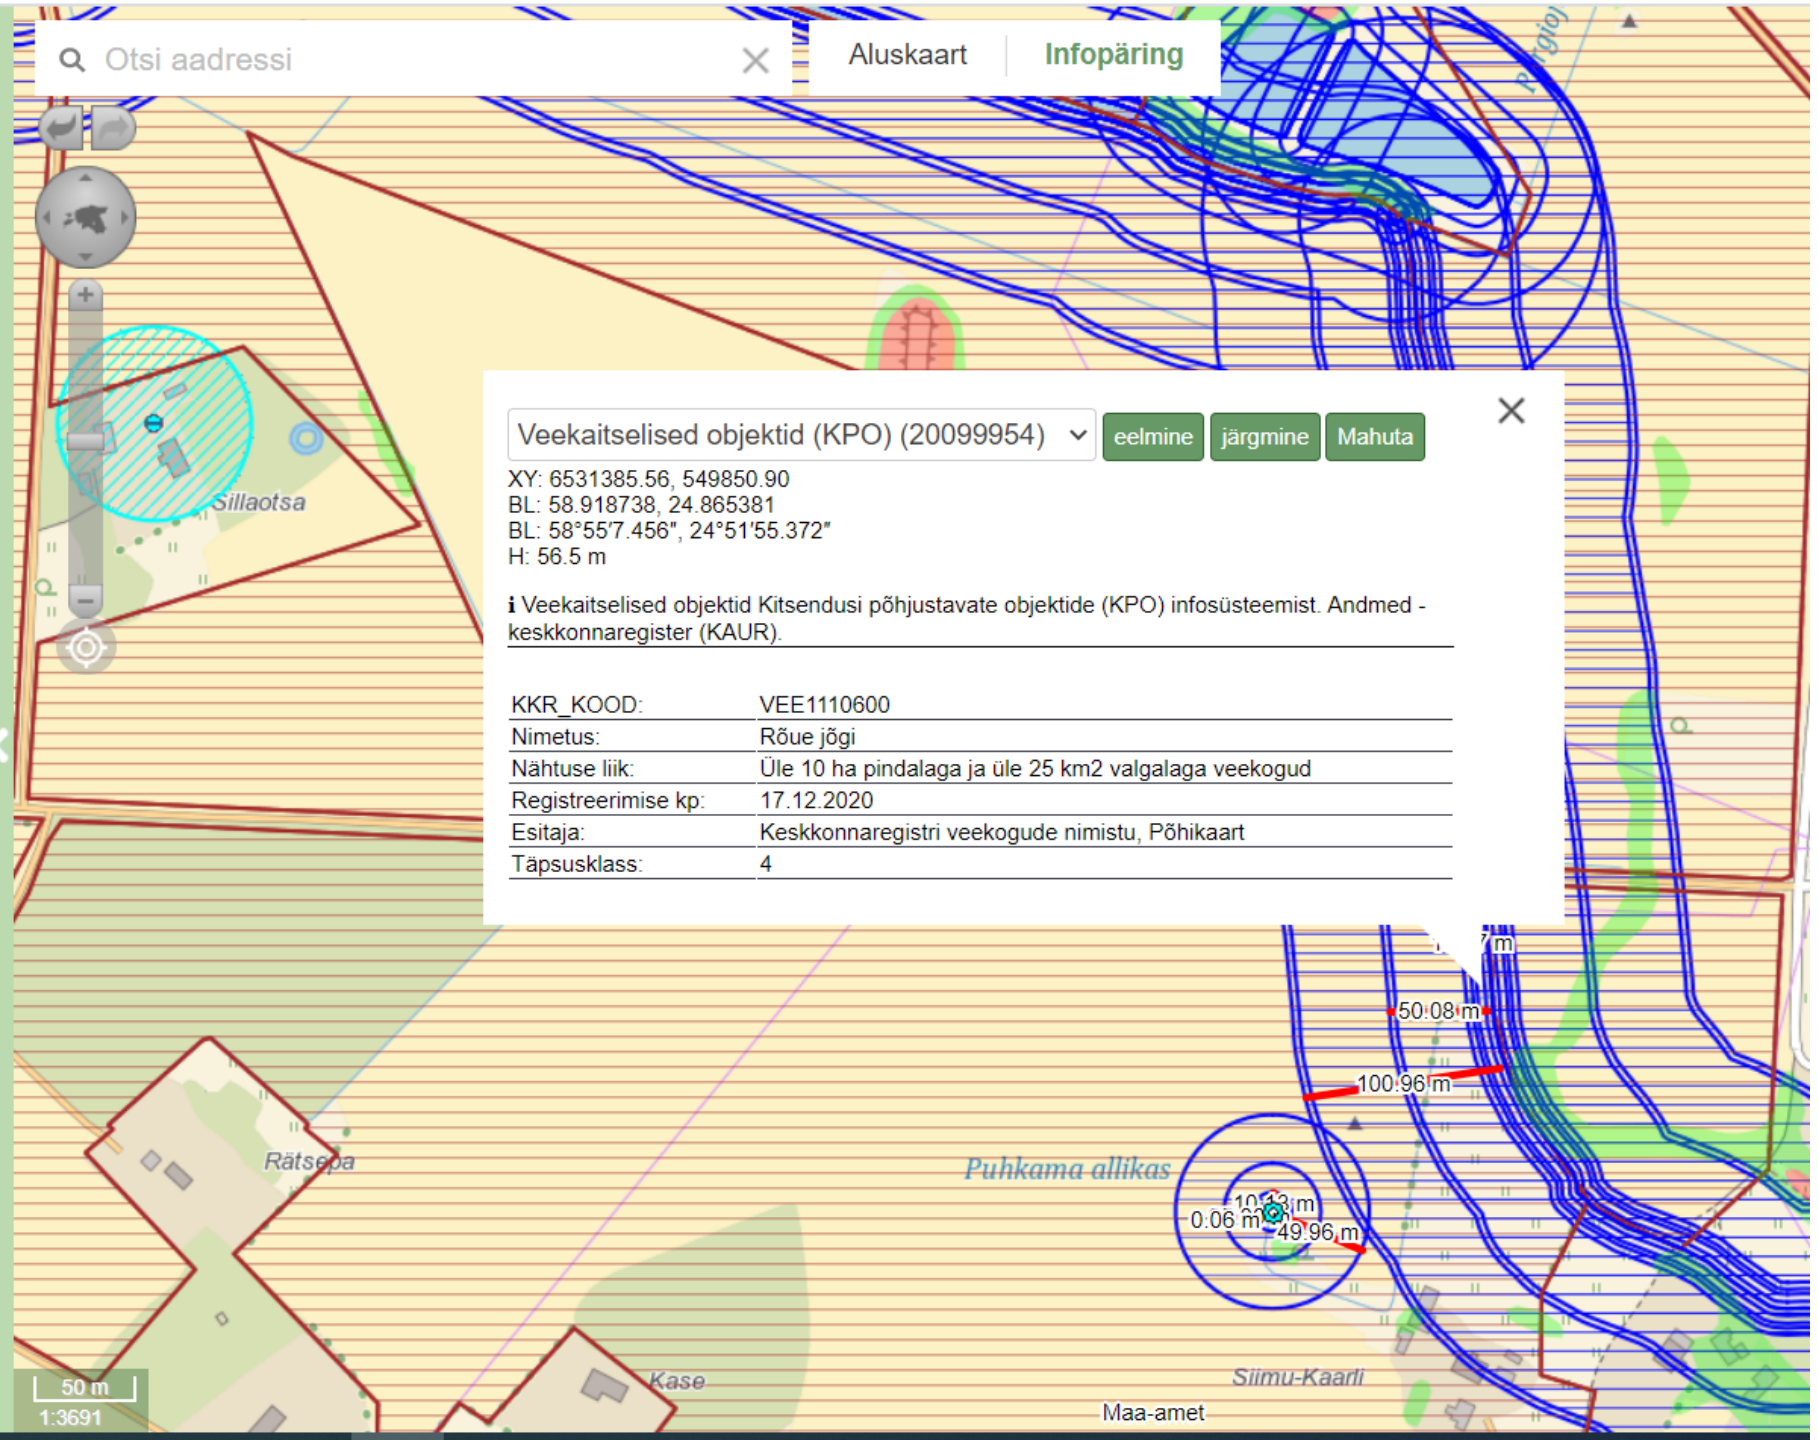 Otsi aadressi
Aluskaart
Infopäring
Sillaotsa
Veekaitselised objektid (KPO) (20099954)
eelmine
järgmine
Mahuta
XY: 6531385.56, 549850.90
BL: 58.918738, 24.865381
BL: 58°55'7.456", 24°51'55.372"
H: 56.5 m
i Veekaitselised objektid Kitsendusi põhjustavate objektide (KPO) infosüsteemist. Andmed -
keskkonnaregister (KAUR).
KKR_KOOD: VEE1110600
Nimetus: Rõue jõgi
Nähtuse liik: Üle 10 ha pindalaga ja üle 25 km2 valgalaga veekogud
Registreerimise kp: 17.12.2020
Esitaja: Keskkonnaregistri veekogude nimistu, Põhikaart
Täpsusklass: 4
50.08 m
100.96 m
Rätsepa
Puhkama allikas
10.13 m
0.06 m
49.96 m
Kase
Siimu-Kaarli
50 m
1:3691
Maa-amet